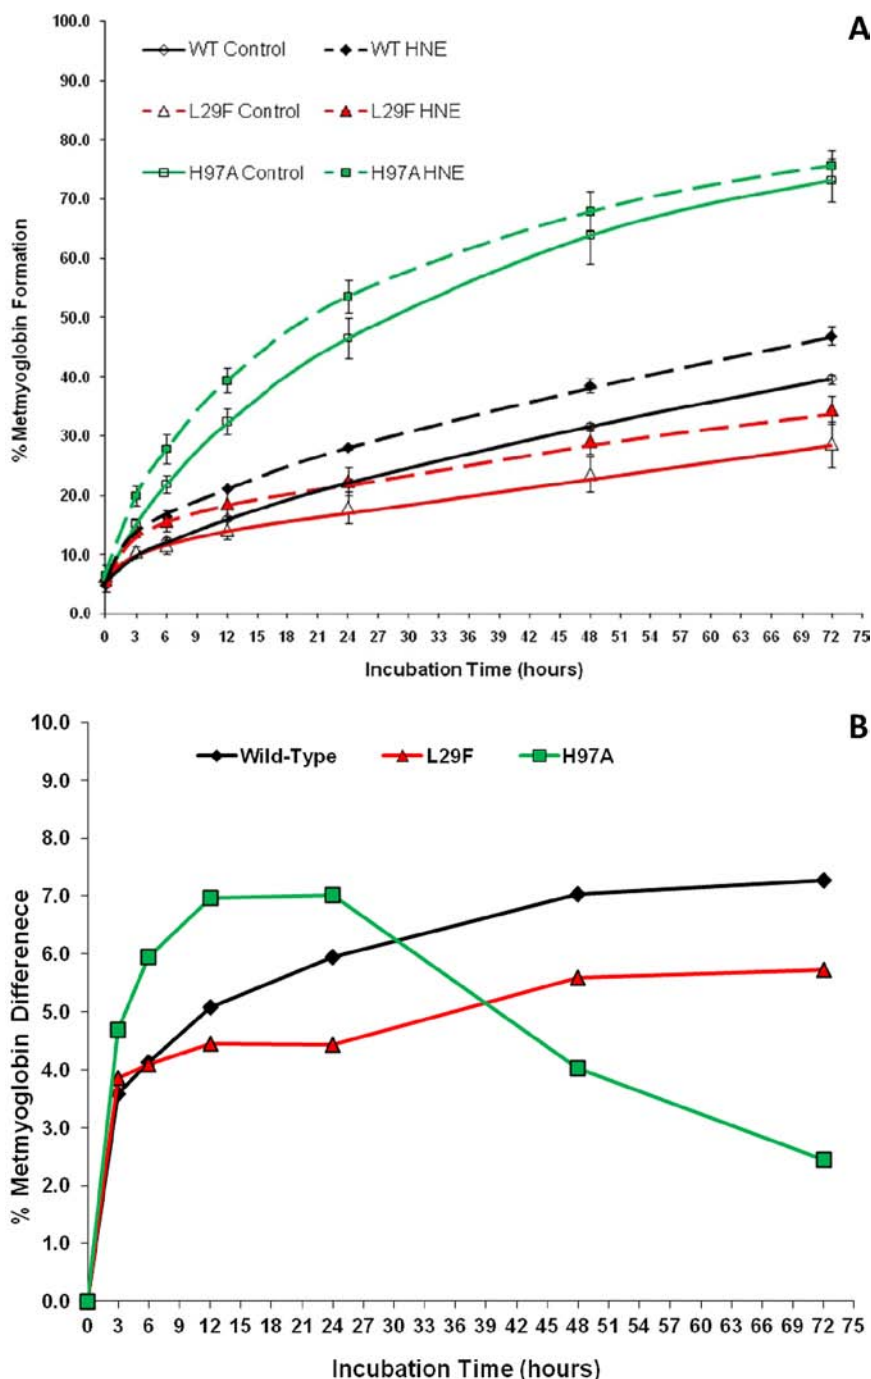 A
100.0
90.0
80.0
70.0
60.0
50.0
40.0
30.0
20.0
10.0
0.0
% Metmyoglobin Formation
WT Control WT HNE
L29F Control L29F HNE
H97A Control H97A HNE
0 3 6 9 12 15 18 21 24 27 30 33 36 39 42 45 48 51 54 57 60 63 66 69 72 75
Incubation Time (hours)
B
10.0
9.0
8.0
7.0
6.0
5.0
4.0
3.0
2.0
1.0
0.0
% Metmyoglobin Differenece
Wild-Type L29F H97A
0 3 6 9 12 15 18 21 24 27 30 33 36 39 42 45 48 51 54 57 60 63 66 69 72 75
Incubation Time (hours)